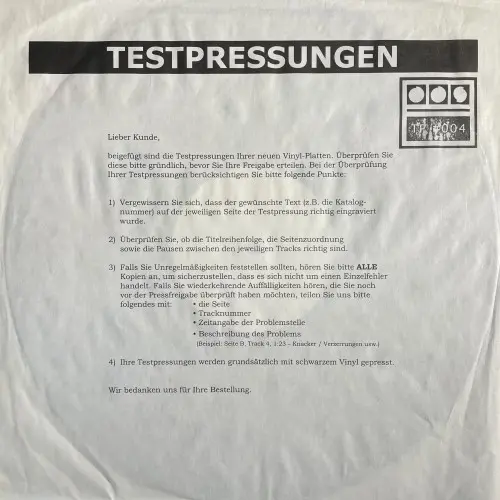 TESTPRESSUNGEN
Lieber Kunde,
beigefügt sind die Testpressungen Ihrer neuen Vinyl-Platten. Überprüfen Sie
diese bitte gründlich, bevor Sie Ihre Freigabe erteilen. Bei der Überprüfung
Ihrer Testpressungen berücksichtigen Sie bitte folgende Punkte:
1) Vergewissern Sie sich, dass der gewünschte Text (z.B. die Katalog-
nummer) auf der jeweiligen Seite der Testpressung richtig eingraviert
wurde.
2) Überprüfen Sie, ob die Titelreihenfolge, die Seitenzuordnung
sowie die Pausen zwischen den jeweiligen Tracks richtig sind.
3) Falls Sie Unregelmäßigkeiten feststellen sollten, hören Sie bitte ALLE
Kopien an, um sicherzustellen, dass es sich nicht um einen Einzelfehler
handelt. Falls Sie wiederkehrende Auffälligkeiten hören, die Sie noch
vor der Pressfreigabe überprüft haben möchten, teilen Sie uns bitte
folgendes mit: • die Seite
• Tracknummer
• Zeitangabe der Problemstelle
• Beschreibung des Problems
(Beispiel: Seite B, Track 4, 1:23 – Knacker / Verzerrungen usw.)
4) Ihre Testpressungen werden grundsätzlich mit schwarzem Vinyl gepresst.
Wir bedanken uns für Ihre Bestellung.